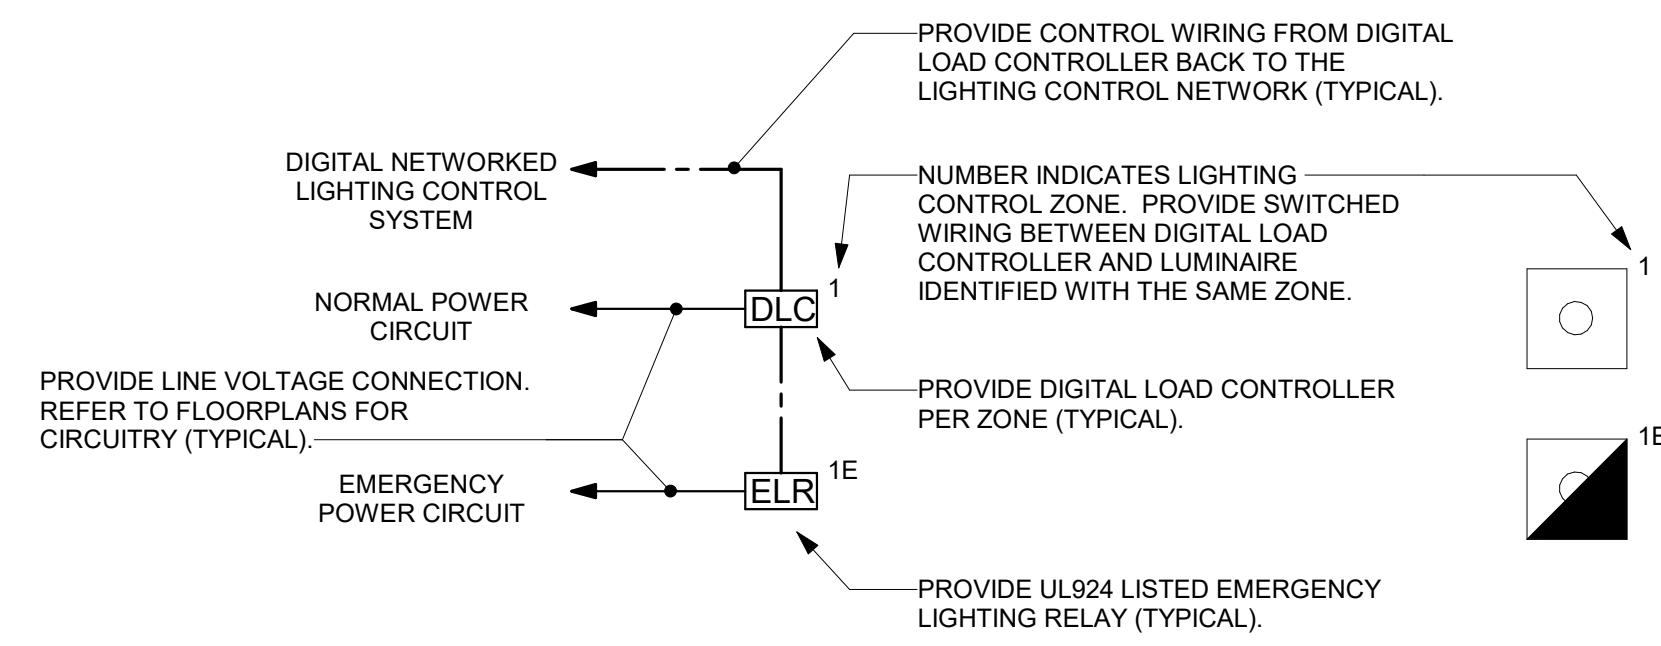 PROVIDE CONTROL WIRING FROM DIGITAL
LOAD CONTROLLER BACK TO THE
LIGHTING CONTROL NETWORK (TYPICAL).
DIGITAL NETWORKED
LIGHTING CONTROL
SYSTEM
NUMBER INDICATES LIGHTING
CONTROL ZONE. PROVIDE SWITCHED
WIRING BETWEEN DIGITAL LOAD
CONTROLLER AND LUMINAIRE
IDENTIFIED WITH THE SAME ZONE.
1
1
NORMAL POWER
CIRCUIT
DLC
PROVIDE LINE VOLTAGE CONNECTION.
REFER TO FLOORPLANS FOR
CIRCUITRY (TYPICAL).
PROVIDE DIGITAL LOAD CONTROLLER
PER ZONE (TYPICAL).
EMERGENCY
POWER CIRCUIT
ELR
1E
1E
PROVIDE UL924 LISTED EMERGENCY
LIGHTING RELAY (TYPICAL).